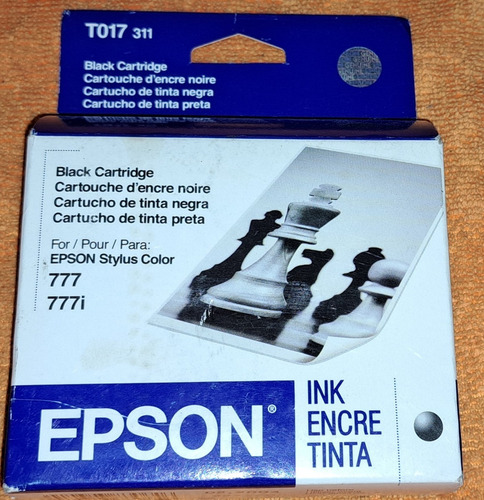 T017 311
Black Cartridge
Cartouche d'encre noire
Cartucho de tinta negra
Cartucho de tinta preta
Black Cartridge
Cartouche d'encre noire
Cartucho de tinta negra
Cartucho de tinta preta
For / Pour / Para:
EPSON Stylus Color
777
777i
EPSON®
INK
ENCRE
TINTA